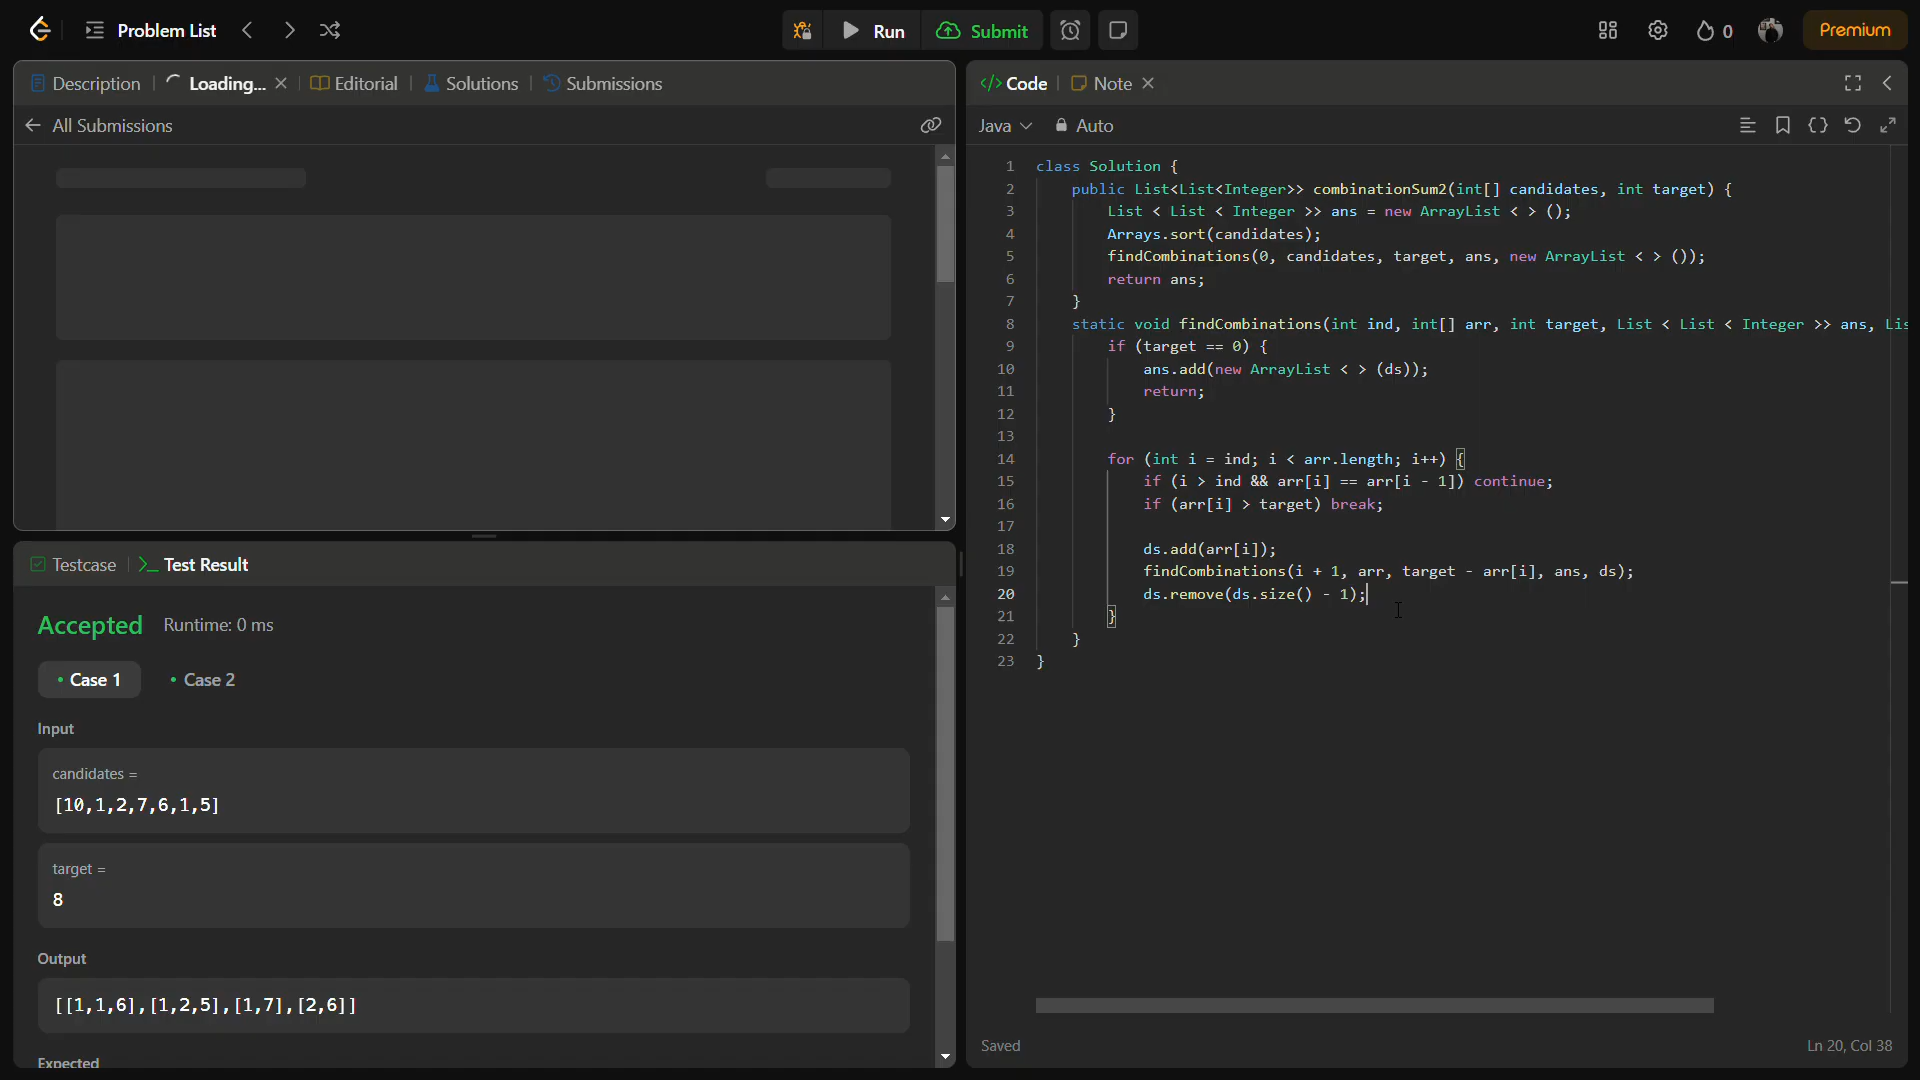 Problem List
Run
Submit
0
Premium
Description
Loading...
Editorial
Solutions
Submissions
All Submissions
Testcase
Test Result
Accepted
Runtime: 0 ms
Case 1
Case 2
Input
candidates =
[10,1,2,7,6,1,5]
target =
8
Output
[[1,1,6],[1,2,5],[1,7],[2,6]]
Expected
Code
Note
Java
Auto
1 class Solution {
2 public List<List<Integer>> combinationSum2(int[] candidates, int target) {
3 List < List < Integer >> ans = new ArrayList < > ();
4 Arrays.sort(candidates);
5 findCombinations(0, candidates, target, ans, new ArrayList < > ());
6 return ans;
7 }
8 static void findCombinations(int ind, int[] arr, int target, List < List < Integer >> ans, Lis
9 if (target == 0) {
10 ans.add(new ArrayList < > (ds));
11 return;
12 }
13
14 for (int i = ind; i < arr.length; i++) {
15 if (i > ind && arr[i] == arr[i - 1]) continue;
16 if (arr[i] > target) break;
17
18 ds.add(arr[i]);
19 findCombinations(i + 1, arr, target - arr[i], ans, ds);
20 ds.remove(ds.size() - 1);
21 }
22 }
23 }
Saved
Ln 20, Col 38